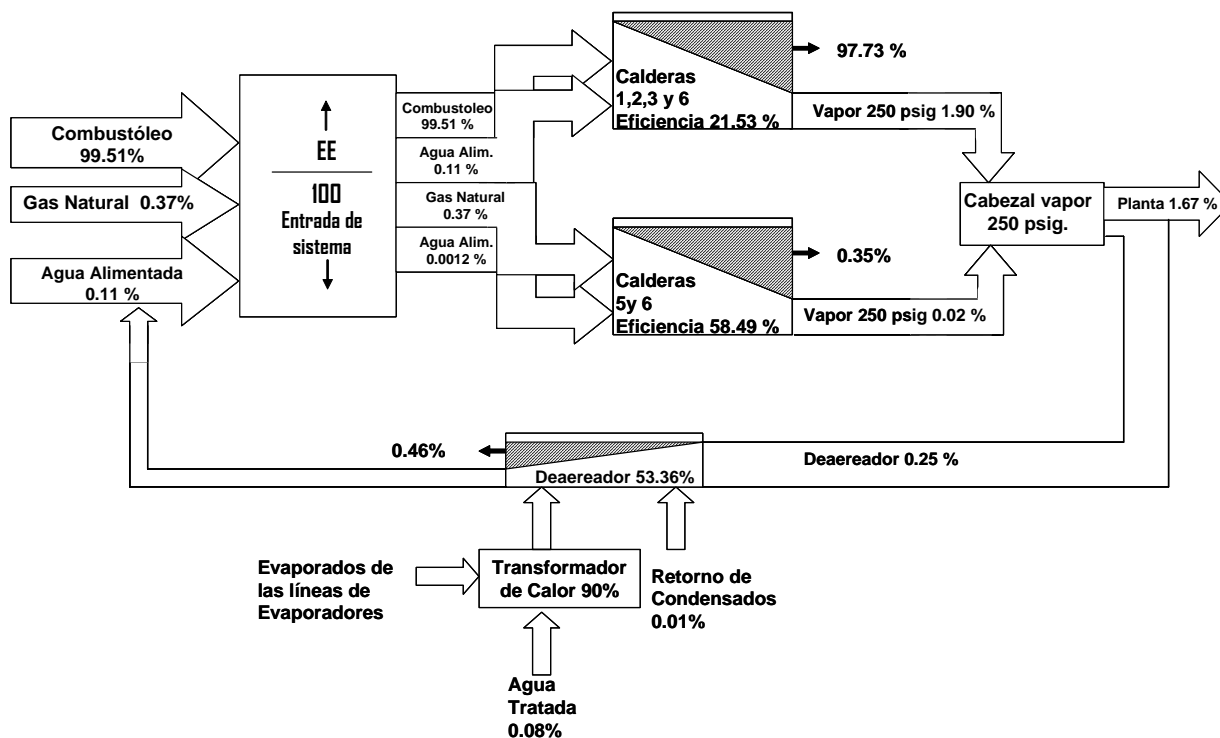 Combustóleo
99.51%
Gas Natural 0.37%
Agua Alimentada
0.11 %
EE
100
Entrada de
sistema
Combustoleo
99.51 %
Agua Alim.
0.11 %
Gas Natural
0.37 %
Agua Alim.
0.0012 %
Calderas
1,2,3 y 6
Eficiencia 21.53 %
97.73 %
Vapor 250 psig 1.90 %
Calderas
5y 6
Eficiencia 58.49 %
0.35%
Vapor 250 psig 0.02 %
Cabezal vapor
250 psig.
Planta 1.67 %
0.46%
Deaereador 53.36%
Deaereador 0.25 %
Evaporados de
las líneas de
Evaporadores
Transformador
de Calor 90%
Retorno de
Condensados
0.01%
Agua
Tratada
0.08%